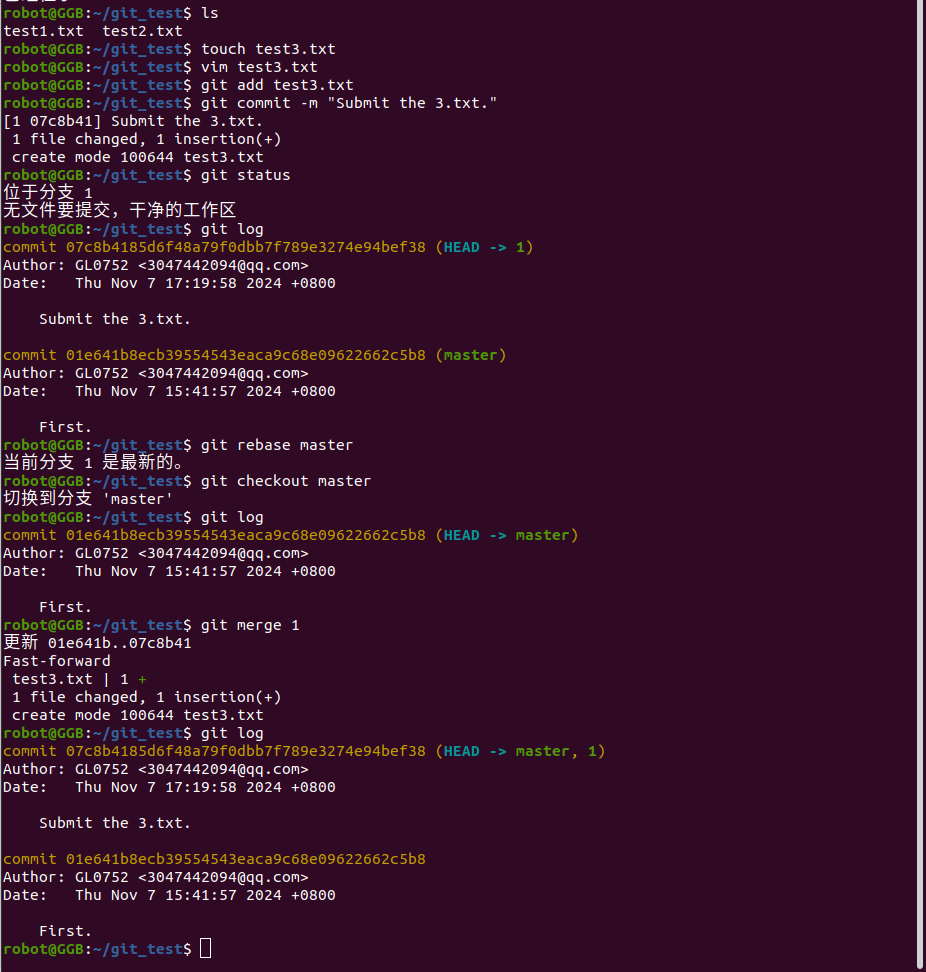 robot@GGB:~/git_test$ ls
test1.txt  test2.txt
robot@GGB:~/git_test$ touch test3.txt
robot@GGB:~/git_test$ vim test3.txt
robot@GGB:~/git_test$ git add test3.txt
robot@GGB:~/git_test$ git commit -m "Submit the 3.txt."
[1 07c8b41] Submit the 3.txt.
 1 file changed, 1 insertion(+)
 create mode 100644 test3.txt
robot@GGB:~/git_test$ git status
位于分支 1
无文件要提交，干净的工作区
robot@GGB:~/git_test$ git log
commit 07c8b4185d6f48a79f0dbb7f789e3274e94bef38 (HEAD -> 1)
Author: GL0752 <3047442094@qq.com>
Date:   Thu Nov 7 17:19:58 2024 +0800

    Submit the 3.txt.

commit 01e641b8ecb39554543eaca9c68e09622662c5b8 (master)
Author: GL0752 <3047442094@qq.com>
Date:   Thu Nov 7 15:41:57 2024 +0800

    First.
robot@GGB:~/git_test$ git rebase master
当前分支 1 是最新的。
robot@GGB:~/git_test$ git checkout master
切换到分支 'master'
robot@GGB:~/git_test$ git log
commit 01e641b8ecb39554543eaca9c68e09622662c5b8 (HEAD -> master)
Author: GL0752 <3047442094@qq.com>
Date:   Thu Nov 7 15:41:57 2024 +0800

    First.
robot@GGB:~/git_test$ git merge 1
更新 01e641b..07c8b41
Fast-forward
 test3.txt | 1 +
 1 file changed, 1 insertion(+)
 create mode 100644 test3.txt
robot@GGB:~/git_test$ git log
commit 07c8b4185d6f48a79f0dbb7f789e3274e94bef38 (HEAD -> master, 1)
Author: GL0752 <3047442094@qq.com>
Date:   Thu Nov 7 17:19:58 2024 +0800

    Submit the 3.txt.

commit 01e641b8ecb39554543eaca9c68e09622662c5b8
Author: GL0752 <3047442094@qq.com>
Date:   Thu Nov 7 15:41:57 2024 +0800

    First.
robot@GGB:~/git_test$